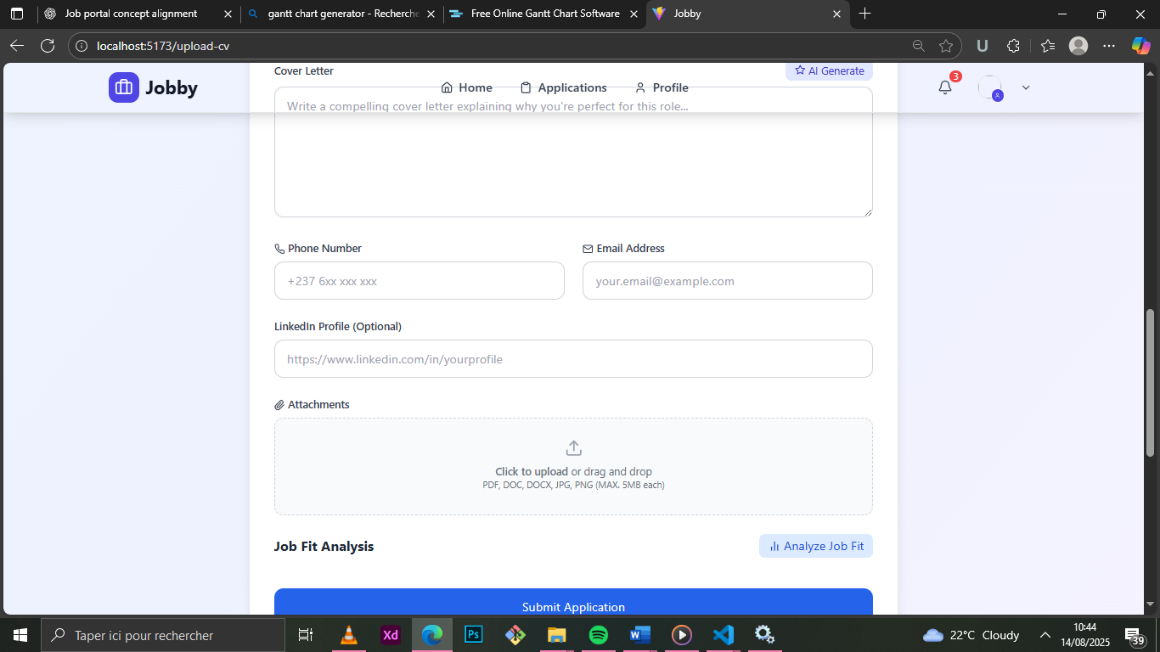 Job portal concept alignment
gantt chart generator - Recherche
Free Online Gantt Chart Software
Jobby
localhost:5173/upload-cv
Cover Letter
AI Generate
Jobby
Home
Applications
Profile
3
Write a compelling cover letter explaining why you're perfect for this role...
Phone Number
Email Address
+237 6xx xxx xxx
your.email@example.com
LinkedIn Profile (Optional)
https://www.linkedin.com/in/yourprofile
Attachments
Click to upload or drag and drop
PDF, DOC, DOCX, JPG, PNG (MAX. 5MB each)
Job Fit Analysis
Analyze Job Fit
Submit Application
Taper ici pour rechercher
Xd
Ps
22°C Cloudy
10:44
14/08/2025
39